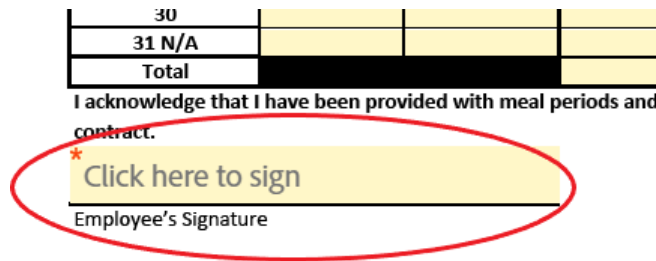 30
31 N/A
Total
I acknowledge that I have been provided with meal periods and
contract.
* Click here to sign
Employee's Signature